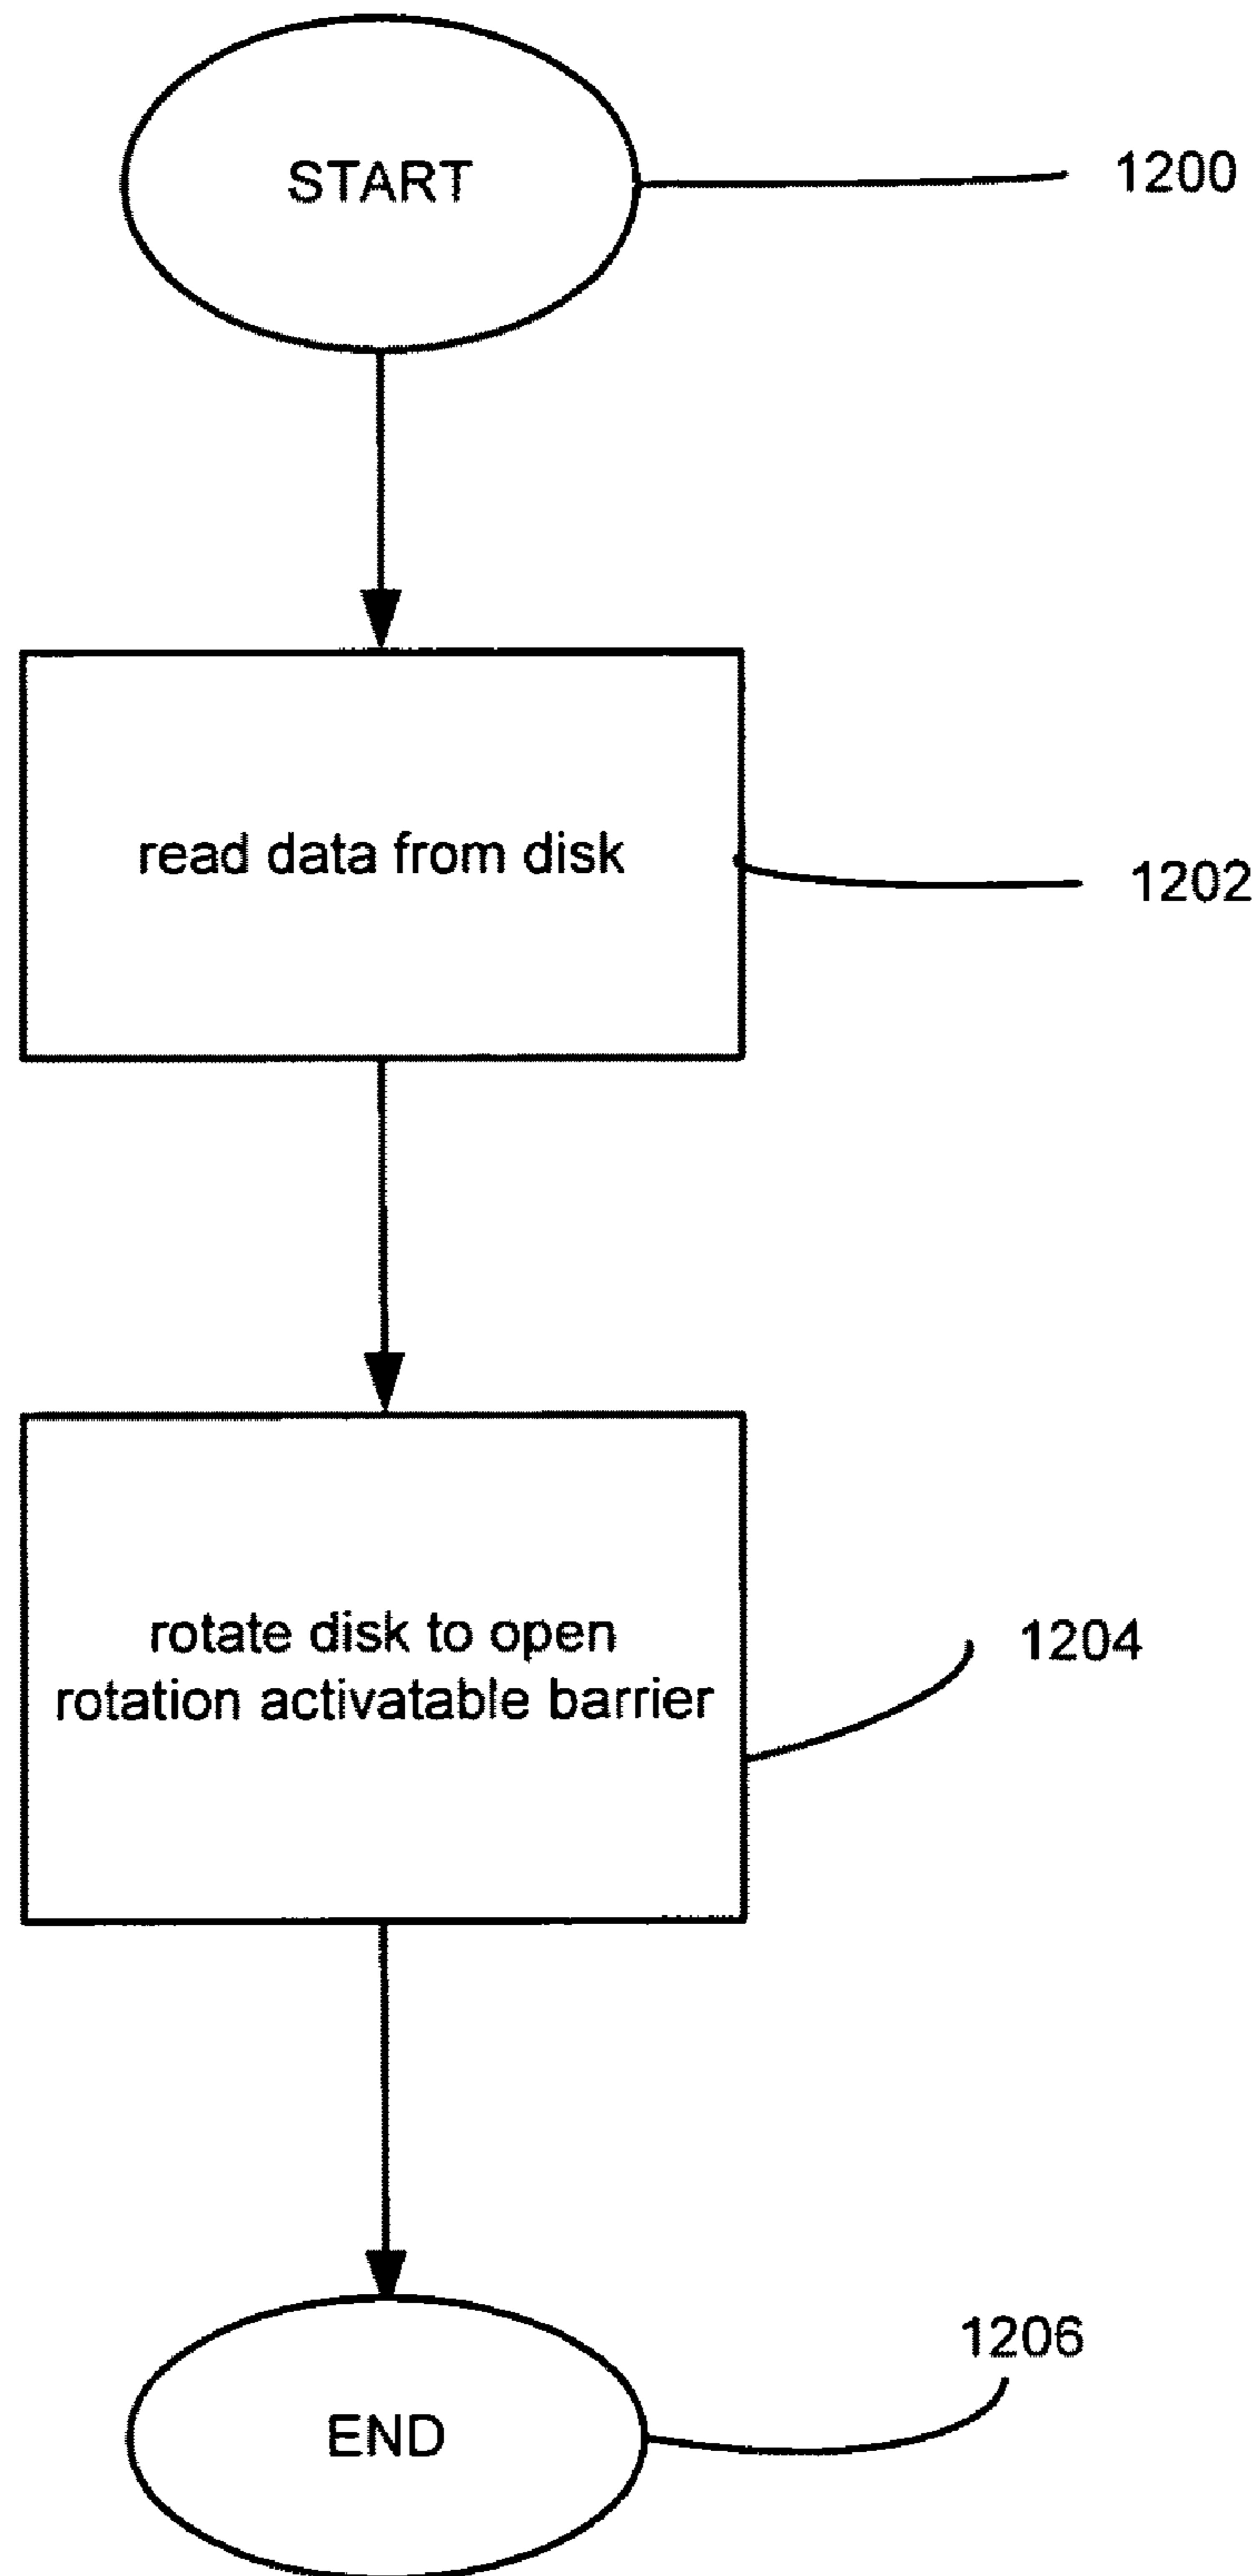 START
1200
read data from disk
1202
rotate disk to open
rotation activatable barrier
1204
END
1206